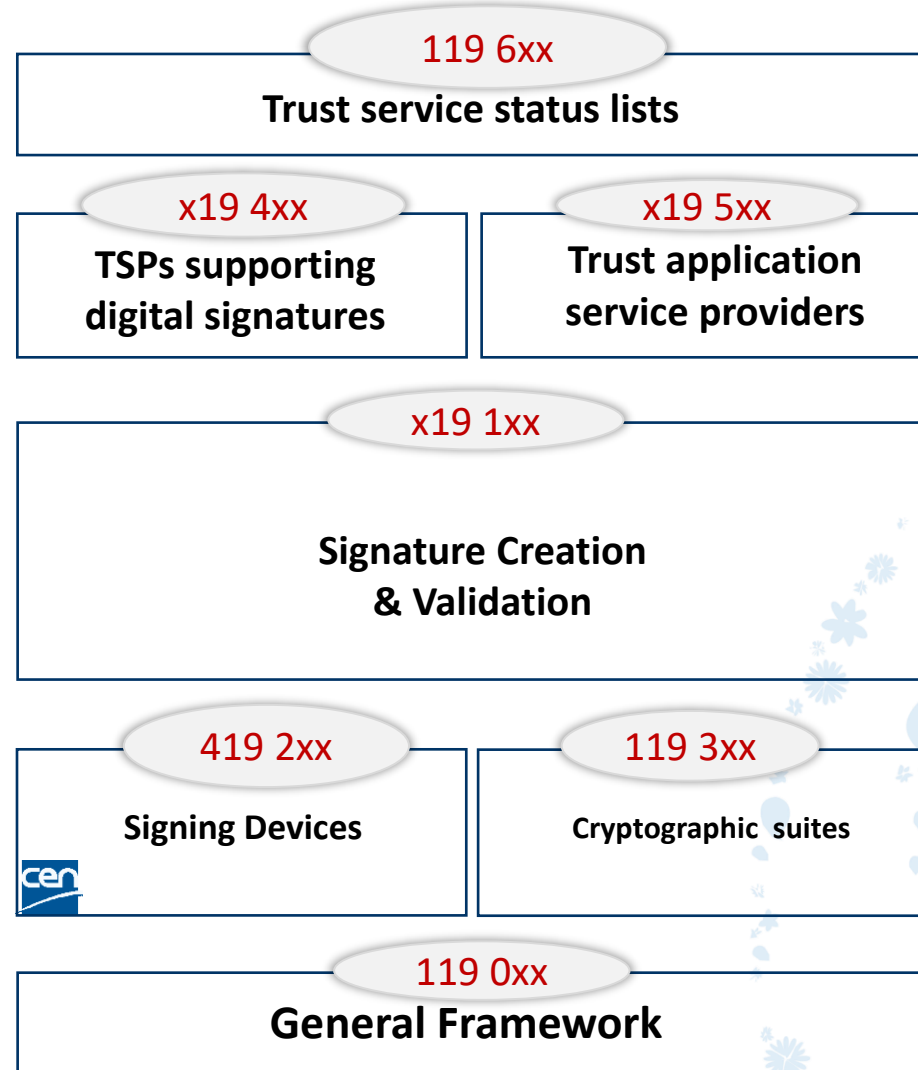 119 6xx
Trust service status lists
x19 4xx
TSPs supporting
digital signatures
x19 5xx
Trust application
service providers
x19 1xx
Signature Creation
& Validation
419 2xx
Signing Devices
cen
119 3xx
Cryptographic suites
119 0xx
General Framework